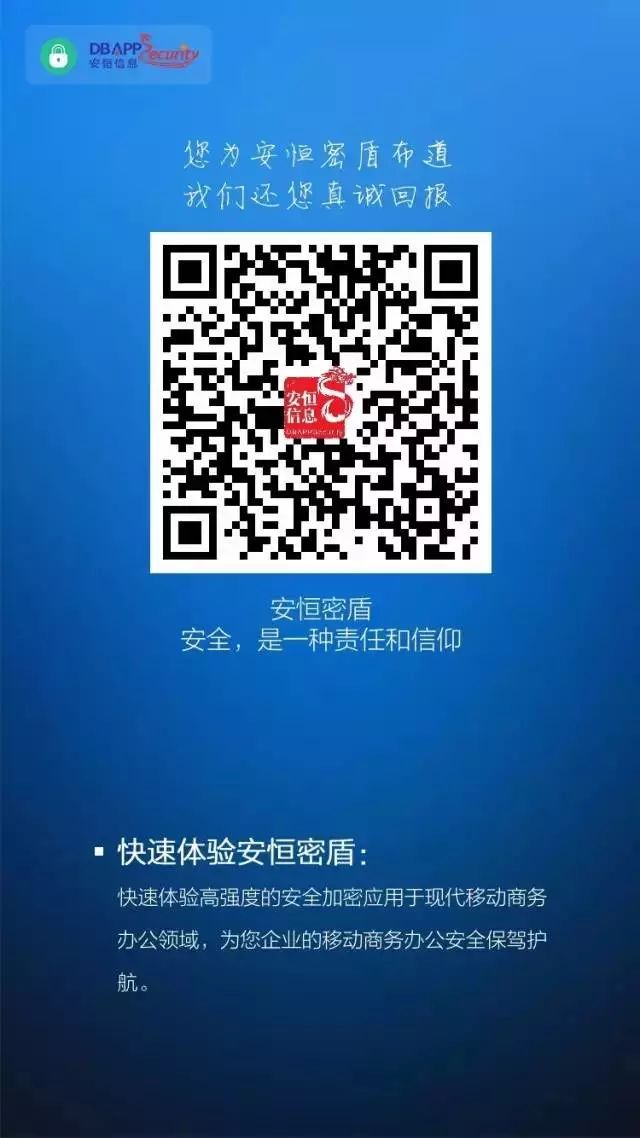 DBAPPSecurity
安恒信息
您为安恒密盾布道
我们还您真诚回报
安恒
信息
DBAPPSecurity
安恒密盾
安全，是一种责任和信仰
快速体验安恒密盾：
快速体验高强度的安全加密应用于现代移动商务
办公领域，为您企业的移动商务办公安全保驾护
航。